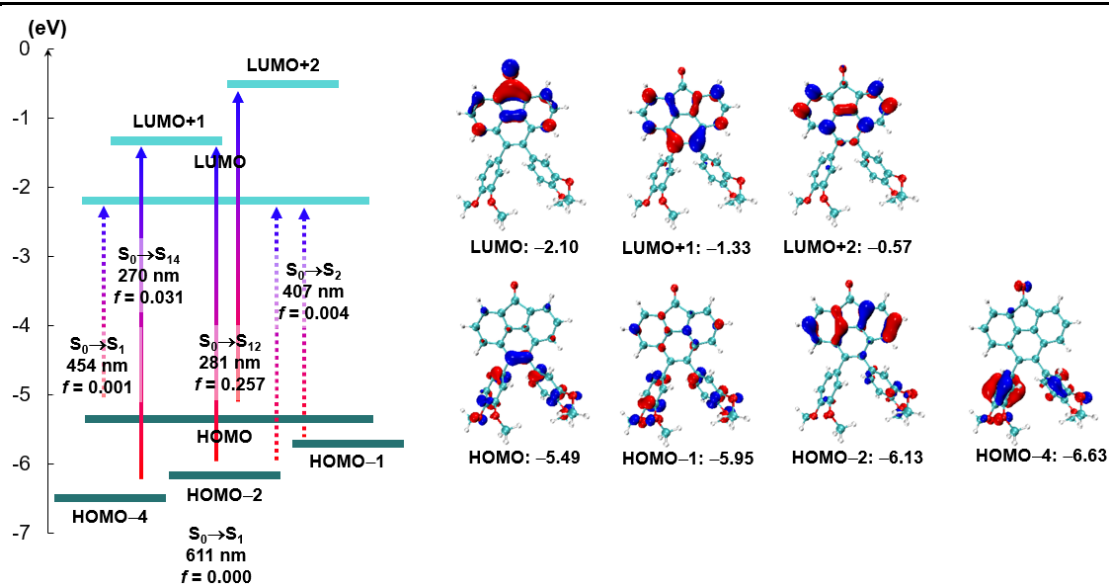 (eV)
0
-1
-2
-3
-4
-5
-6
-7
LUMO+2
LUMO+1
LUMO
S0→S14
270 nm
f = 0.031
S0→S2
407 nm
f = 0.004
S0→S1
454 nm
f = 0.001
S0→S12
281 nm
f = 0.257
HOMO
HOMO−1
HOMO−2
HOMO−4
S0→S1
611 nm
f = 0.000
LUMO: −2.10
LUMO+1: −1.33
LUMO+2: −0.57
HOMO: −5.49
HOMO−1: −5.95
HOMO−2: −6.13
HOMO−4: −6.63